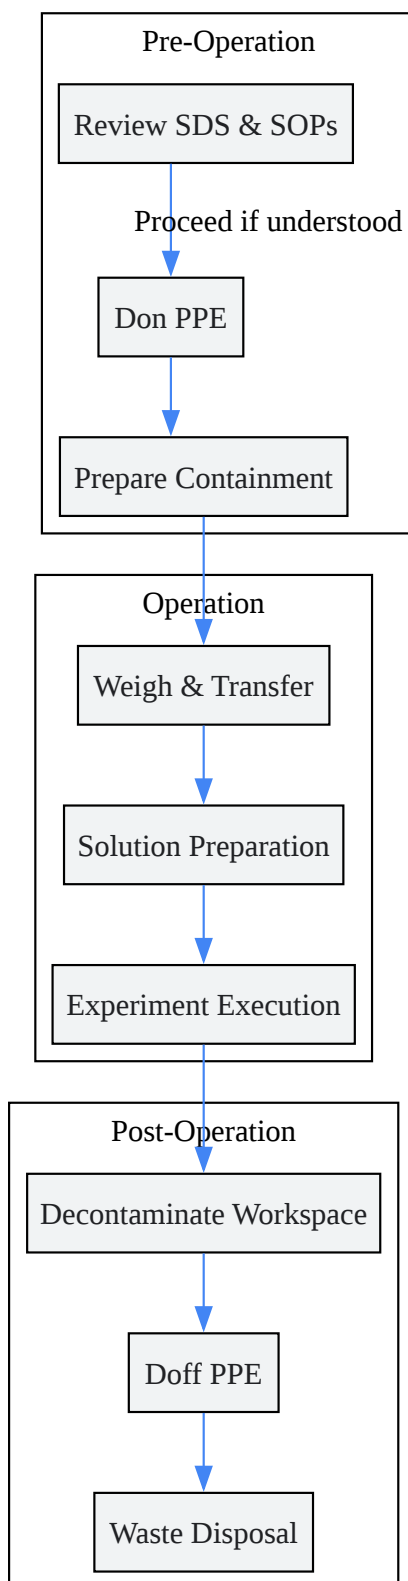 Pre-Operation
Review SDS & SOPs
Proceed if understood
Don PPE
Prepare Containment
Operation
Weigh & Transfer
Solution Preparation
Experiment Execution
Post-Operation
Decontaminate Workspace
Doff PPE
Waste Disposal